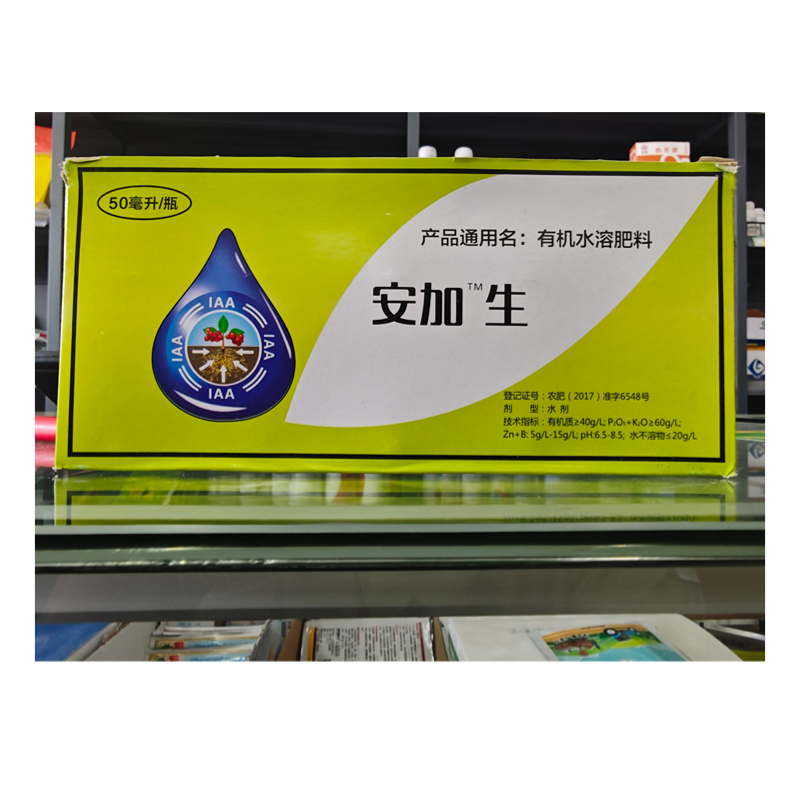 50毫升/瓶
产品通用名：有机水溶肥料
安加™生
IAA
IAA
IAA
IAA
登记证号：农肥（2017）准字6548号
剂 型：水 剂
技术指标：有机质≥40g/L; P₂O₅+K₂O≥60g/L;
Zn+B: 5g/L-15g/L; pH:6.5-8.5; 水不溶物≤20g/L